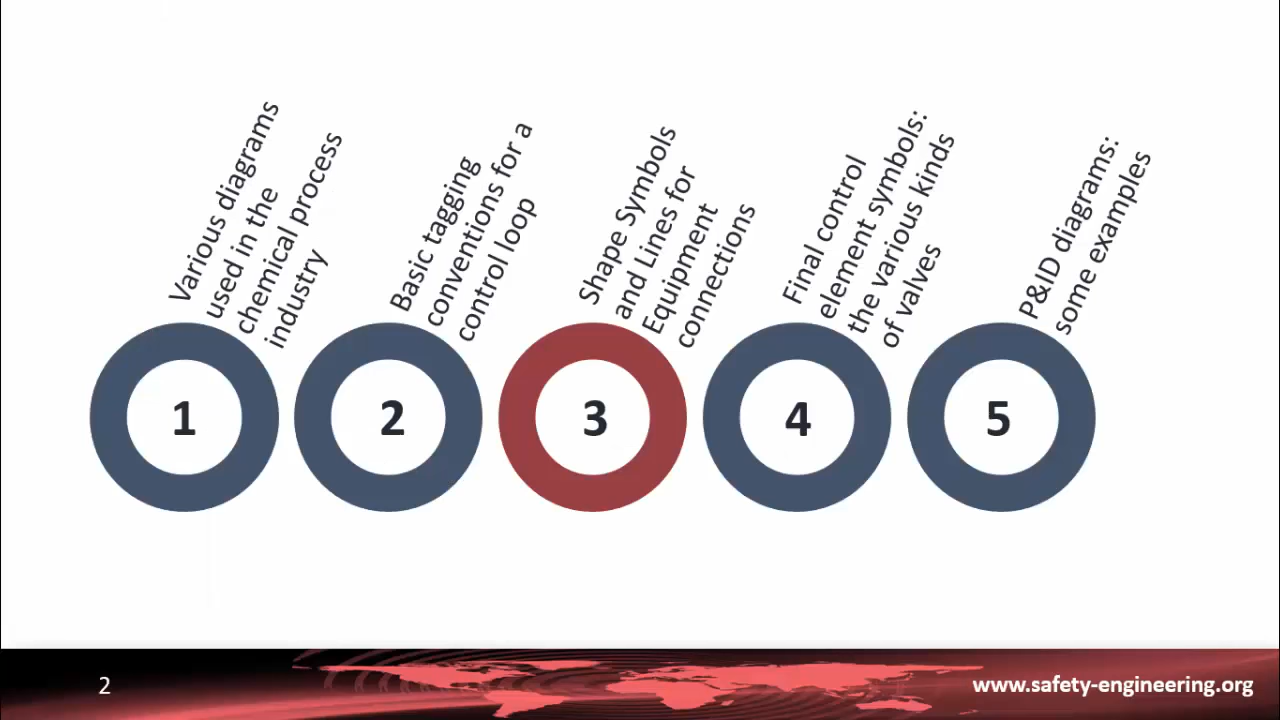 Various diagrams
used in the
chemical process
industry
Basic tagging
conventions for a
control loop
Shape Symbols
and Lines for
Equipment
connections
Final control
element symbols:
the various kinds
of valves
P&ID diagrams:
some examples
1
2
3
4
5
2
www.safety-engineering.org